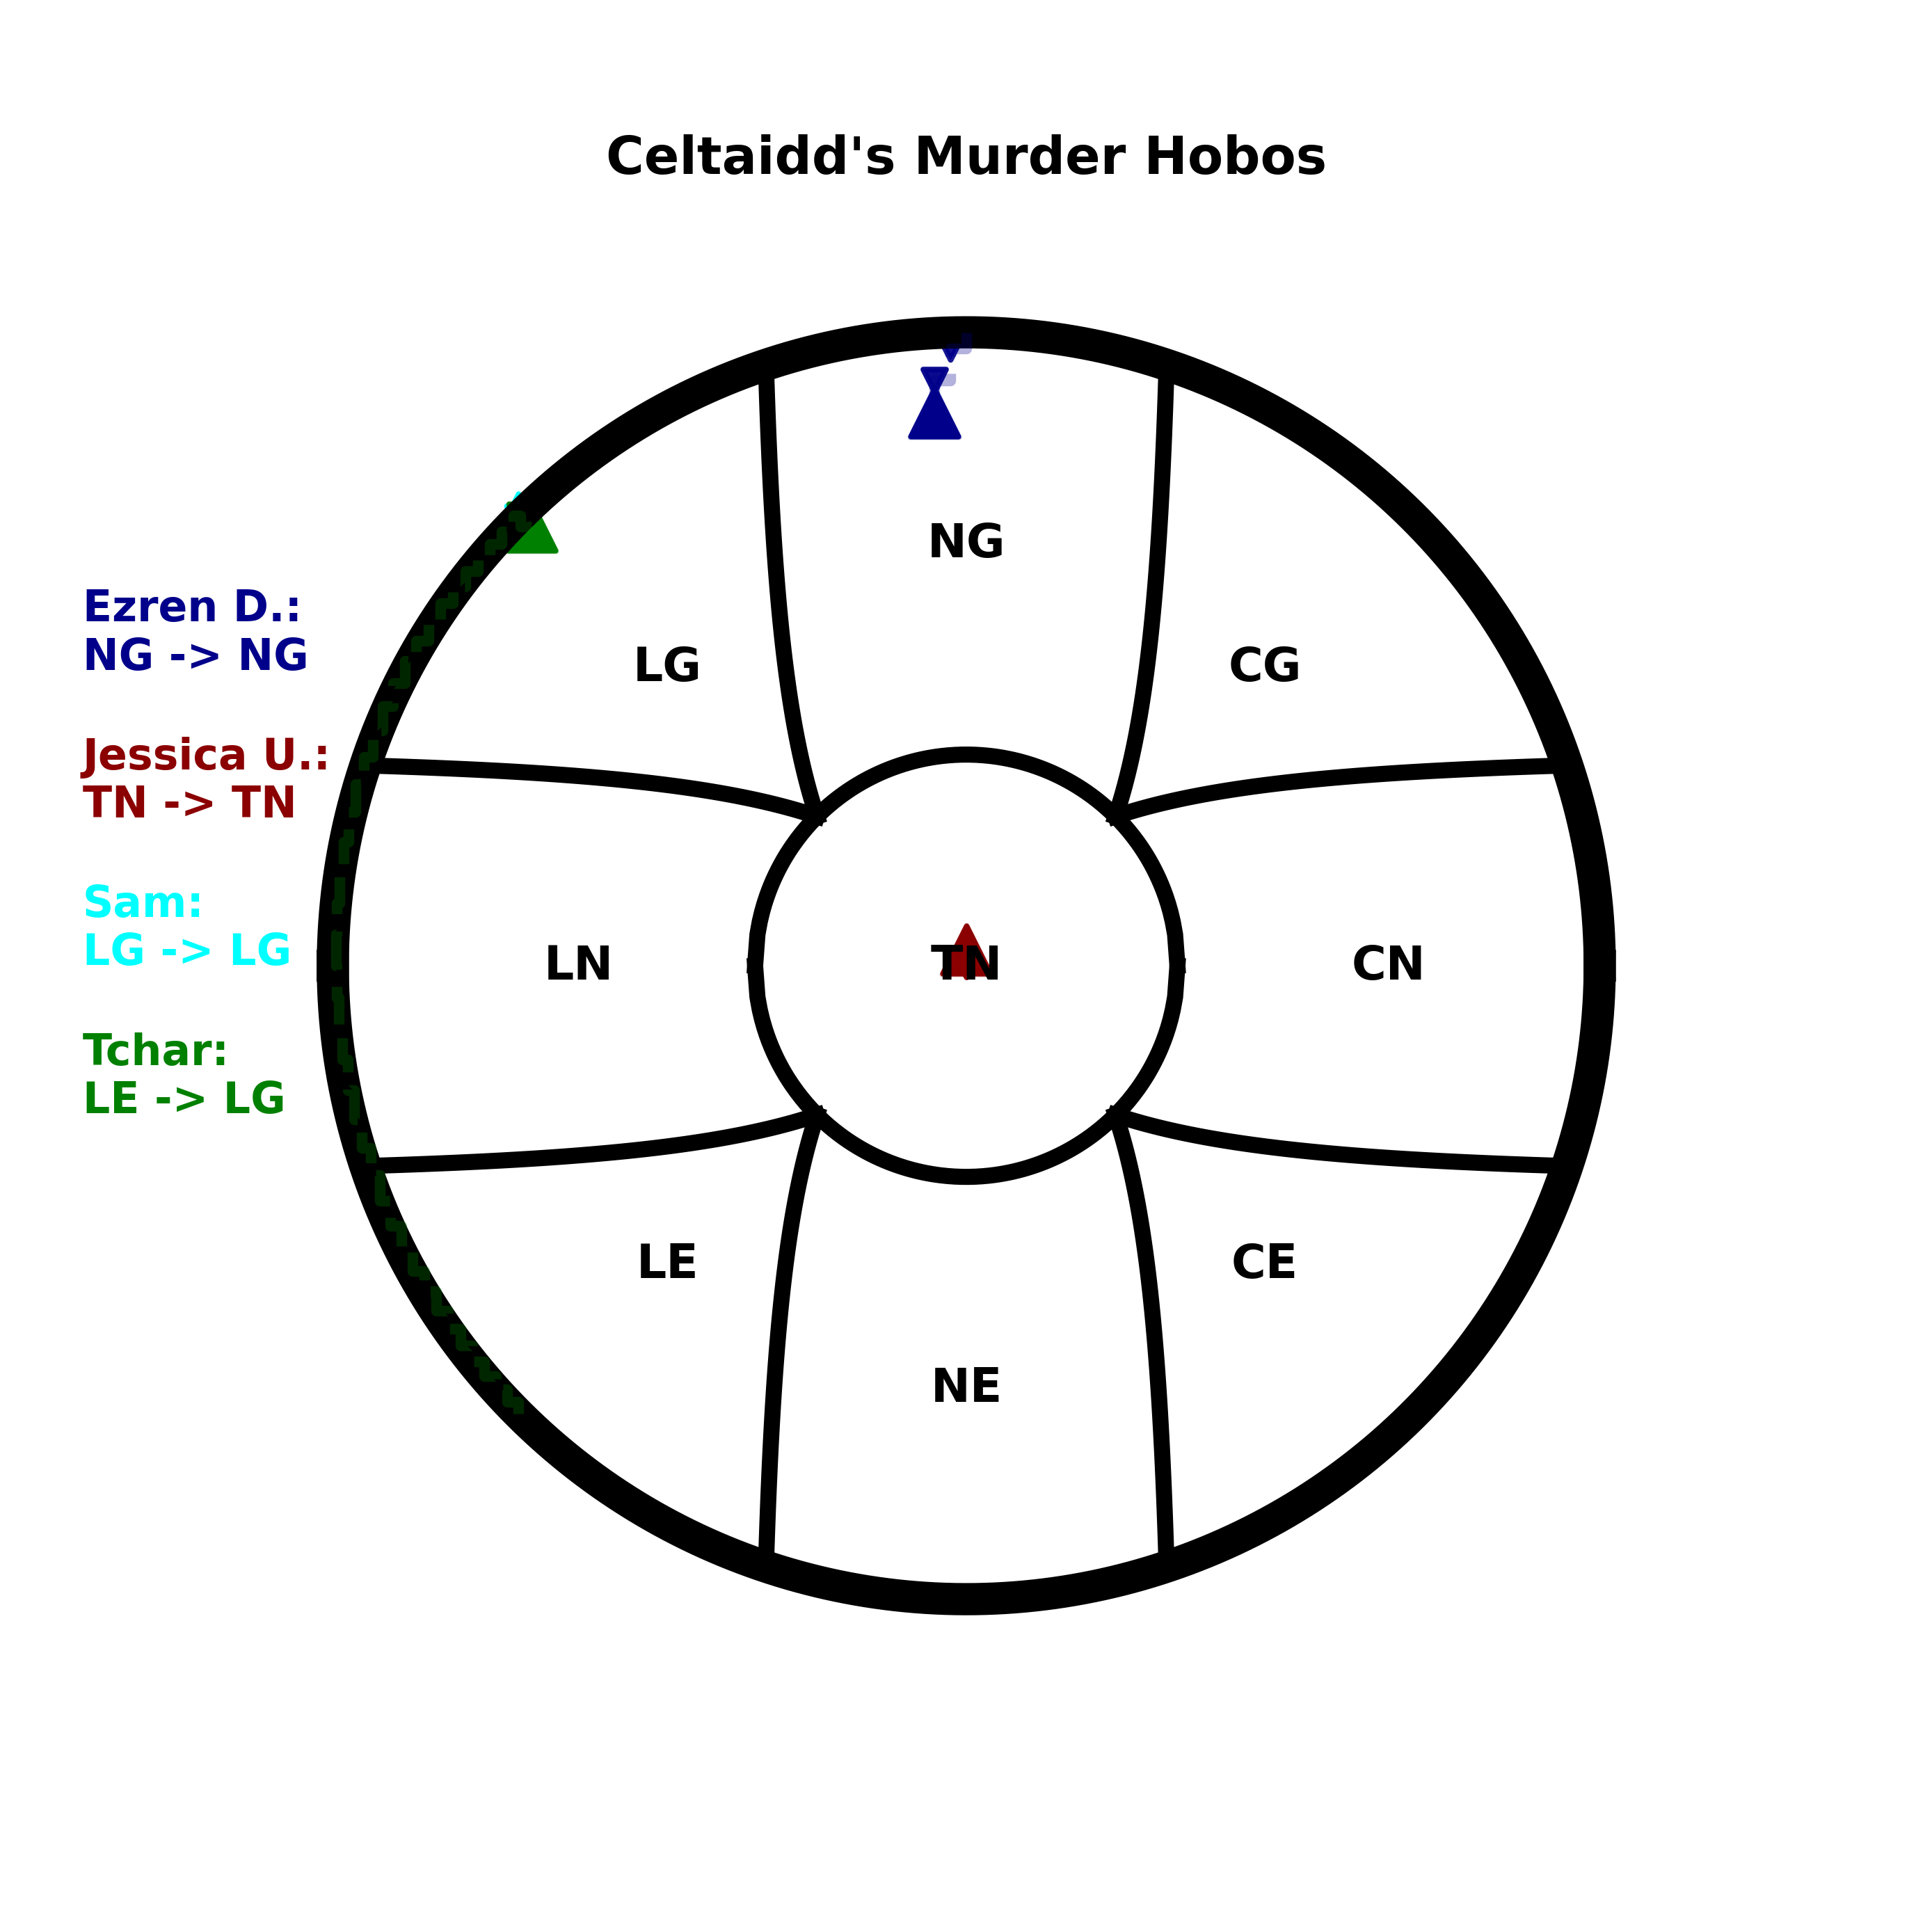 Celtaidd's Murder Hobos
NG
LG
CG
Ezren D.:
NG -> NG
Jessica U.:
TN -> TN
Sam:
LG -> LG
Tchar:
LE -> LG
LN
TN
CN
LE
CE
NE